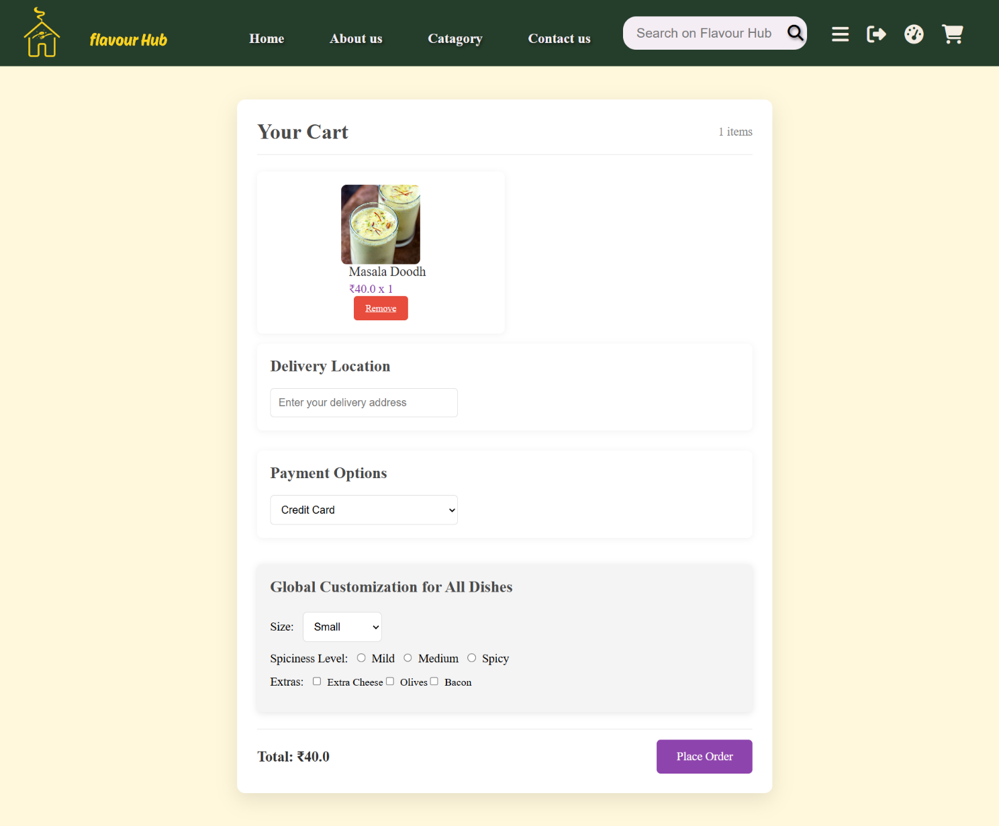 flavour Hub
Home
About us
Catagory
Contact us
Search on Flavour Hub
Your Cart
1 items
Masala Doodh
₹40.0 x 1
Remove
Delivery Location
Enter your delivery address
Payment Options
Credit Card
Global Customization for All Dishes
Size: Small
Spiciness Level: Mild Medium Spicy
Extras: Extra Cheese Olives Bacon
Total: ₹40.0
Place Order